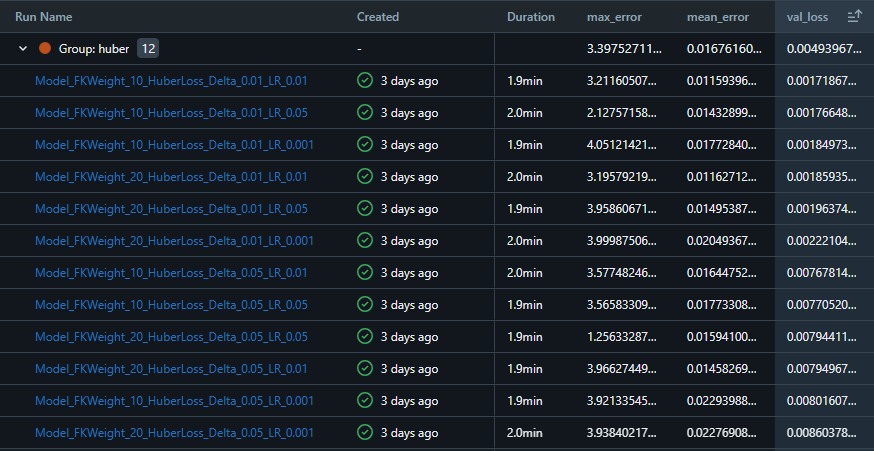 Run Name Created Duration max_error mean_error val_loss
Group: huber 12 - 3.39752711... 0.01676160... 0.00493967...
Model_FKWeight_10_HuberLoss_Delta_0.01_LR_0.01 3 days ago 1.9min 3.21160507... 0.01159396... 0.00171867...
Model_FKWeight_10_HuberLoss_Delta_0.01_LR_0.05 3 days ago 2.0min 2.12757158... 0.01432899... 0.00176648...
Model_FKWeight_10_HuberLoss_Delta_0.01_LR_0.001 3 days ago 1.9min 4.05121421... 0.01772840... 0.00184973...
Model_FKWeight_20_HuberLoss_Delta_0.01_LR_0.01 3 days ago 2.0min 3.19579219... 0.01162712... 0.00185935...
Model_FKWeight_20_HuberLoss_Delta_0.01_LR_0.05 3 days ago 1.9min 3.95860671... 0.01495387... 0.00196374...
Model_FKWeight_20_HuberLoss_Delta_0.01_LR_0.001 3 days ago 2.0min 3.99987506... 0.02049367... 0.00222104...
Model_FKWeight_10_HuberLoss_Delta_0.05_LR_0.01 3 days ago 2.0min 3.57748246... 0.01644752... 0.00767814...
Model_FKWeight_10_HuberLoss_Delta_0.05_LR_0.05 3 days ago 1.9min 3.56583309... 0.01773308... 0.00770520...
Model_FKWeight_20_HuberLoss_Delta_0.05_LR_0.05 3 days ago 1.9min 1.25633287... 0.01594100... 0.00794411...
Model_FKWeight_20_HuberLoss_Delta_0.05_LR_0.01 3 days ago 1.9min 3.96627449... 0.01458269... 0.00794967...
Model_FKWeight_10_HuberLoss_Delta_0.05_LR_0.001 3 days ago 1.9min 3.92133545... 0.02293988... 0.00801607...
Model_FKWeight_20_HuberLoss_Delta_0.05_LR_0.001 3 days ago 2.0min 3.93840217... 0.02276908... 0.00860378...